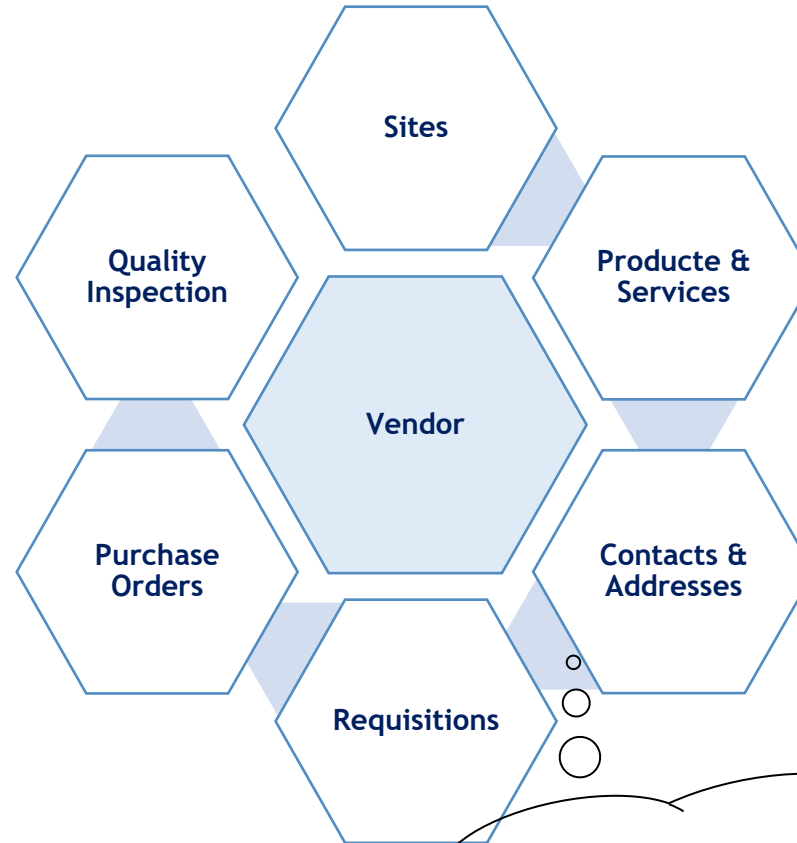 Sites
Quality
Inspection
Producte &
Services
Vendor
Purchase
Orders
Contacts &
Addresses
Requisitions